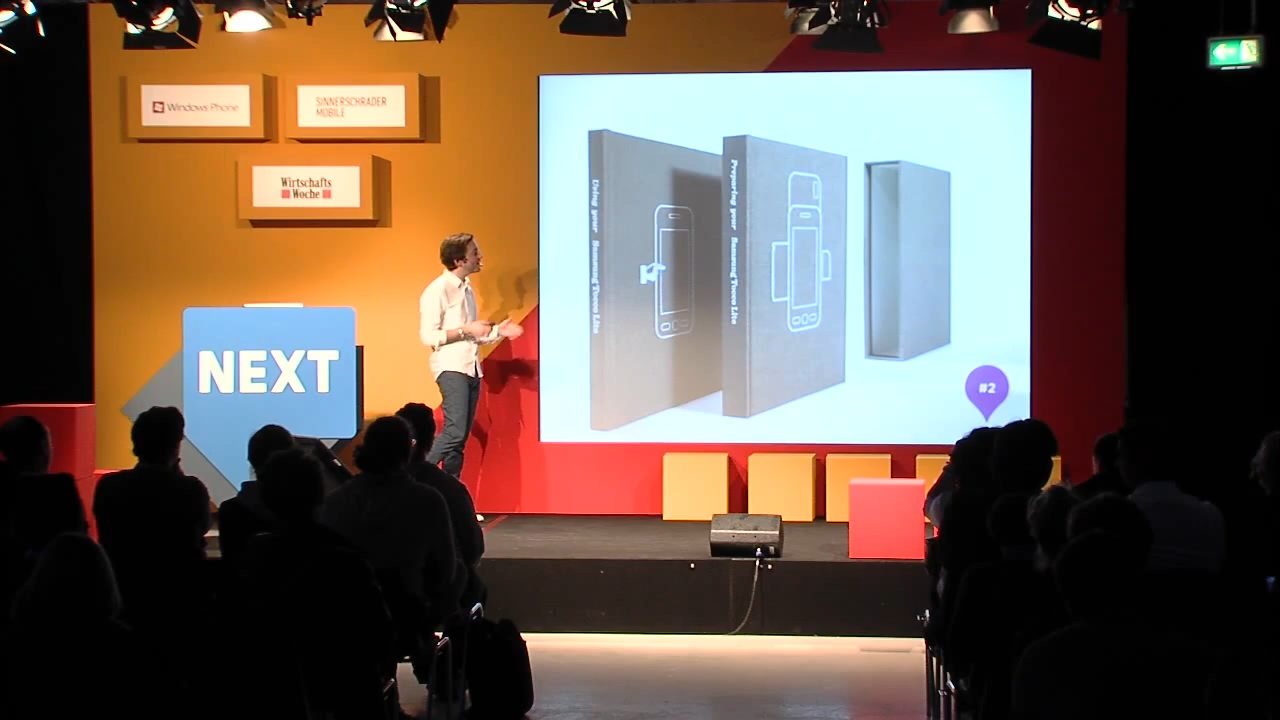 Windows Phone
SINNERSCHRADER
MOBILE
Wirtschafts
Woche
NEXT
Using your Samsung Tocco Lite
Preparing your Samsung Tocco Lite
#2